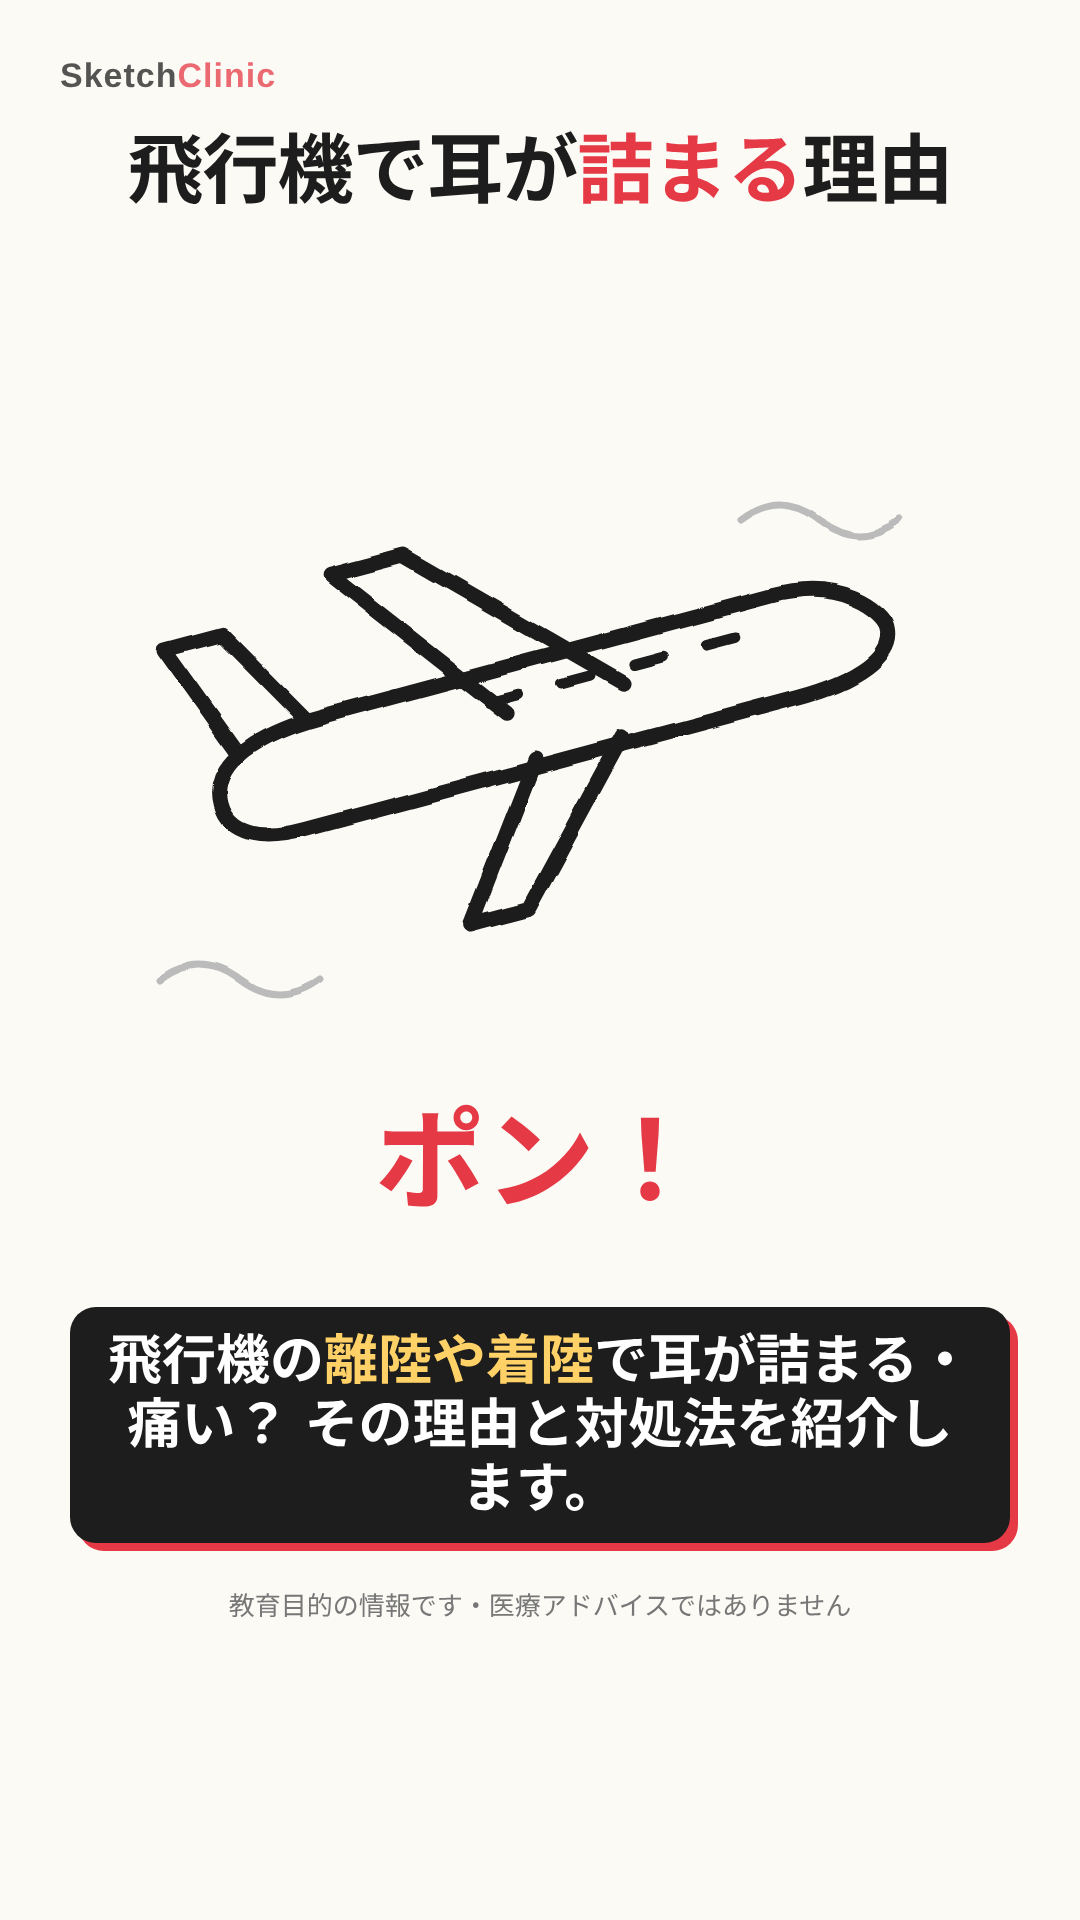 SketchClinic
飛行機で耳が詰まる理由
ポン！
飛行機の離陸や着陸で耳が詰まる・
痛い？ その理由と対処法を紹介し
ます。
教育目的の情報です・医療アドバイスではありません